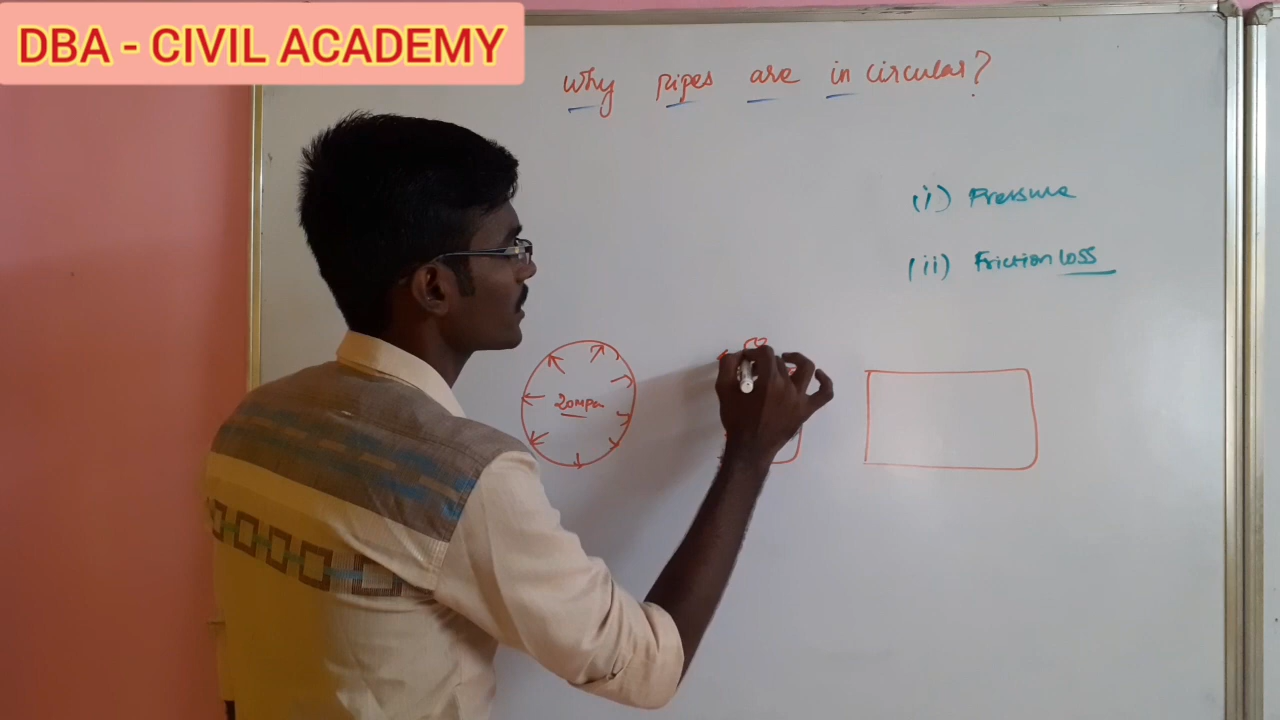 DBA - CIVIL ACADEMY
Why pipes are in circular?
(i) Pressure
(ii) Friction loss
20MPa